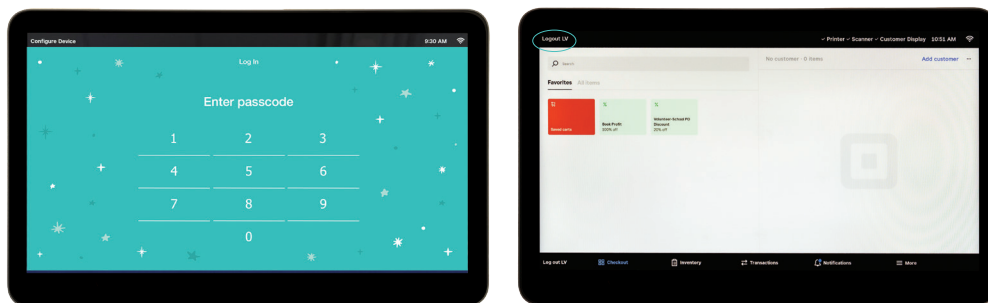 Configure Device
9:30 AM
Log In
Enter passcode
1 2 3
4 5 6
7 8 9
0
Logout LV
✓ Printer ✓ Scanner ✓ Customer Display 10:51 AM
Search
No customer · 0 items
Add customer ···
Favorites All items
Saved carts
Book Profit
100% off
Volunteer-School PO
Discount
25% off
Log out LV
Checkout
Inventory
Transactions
Notifications
More